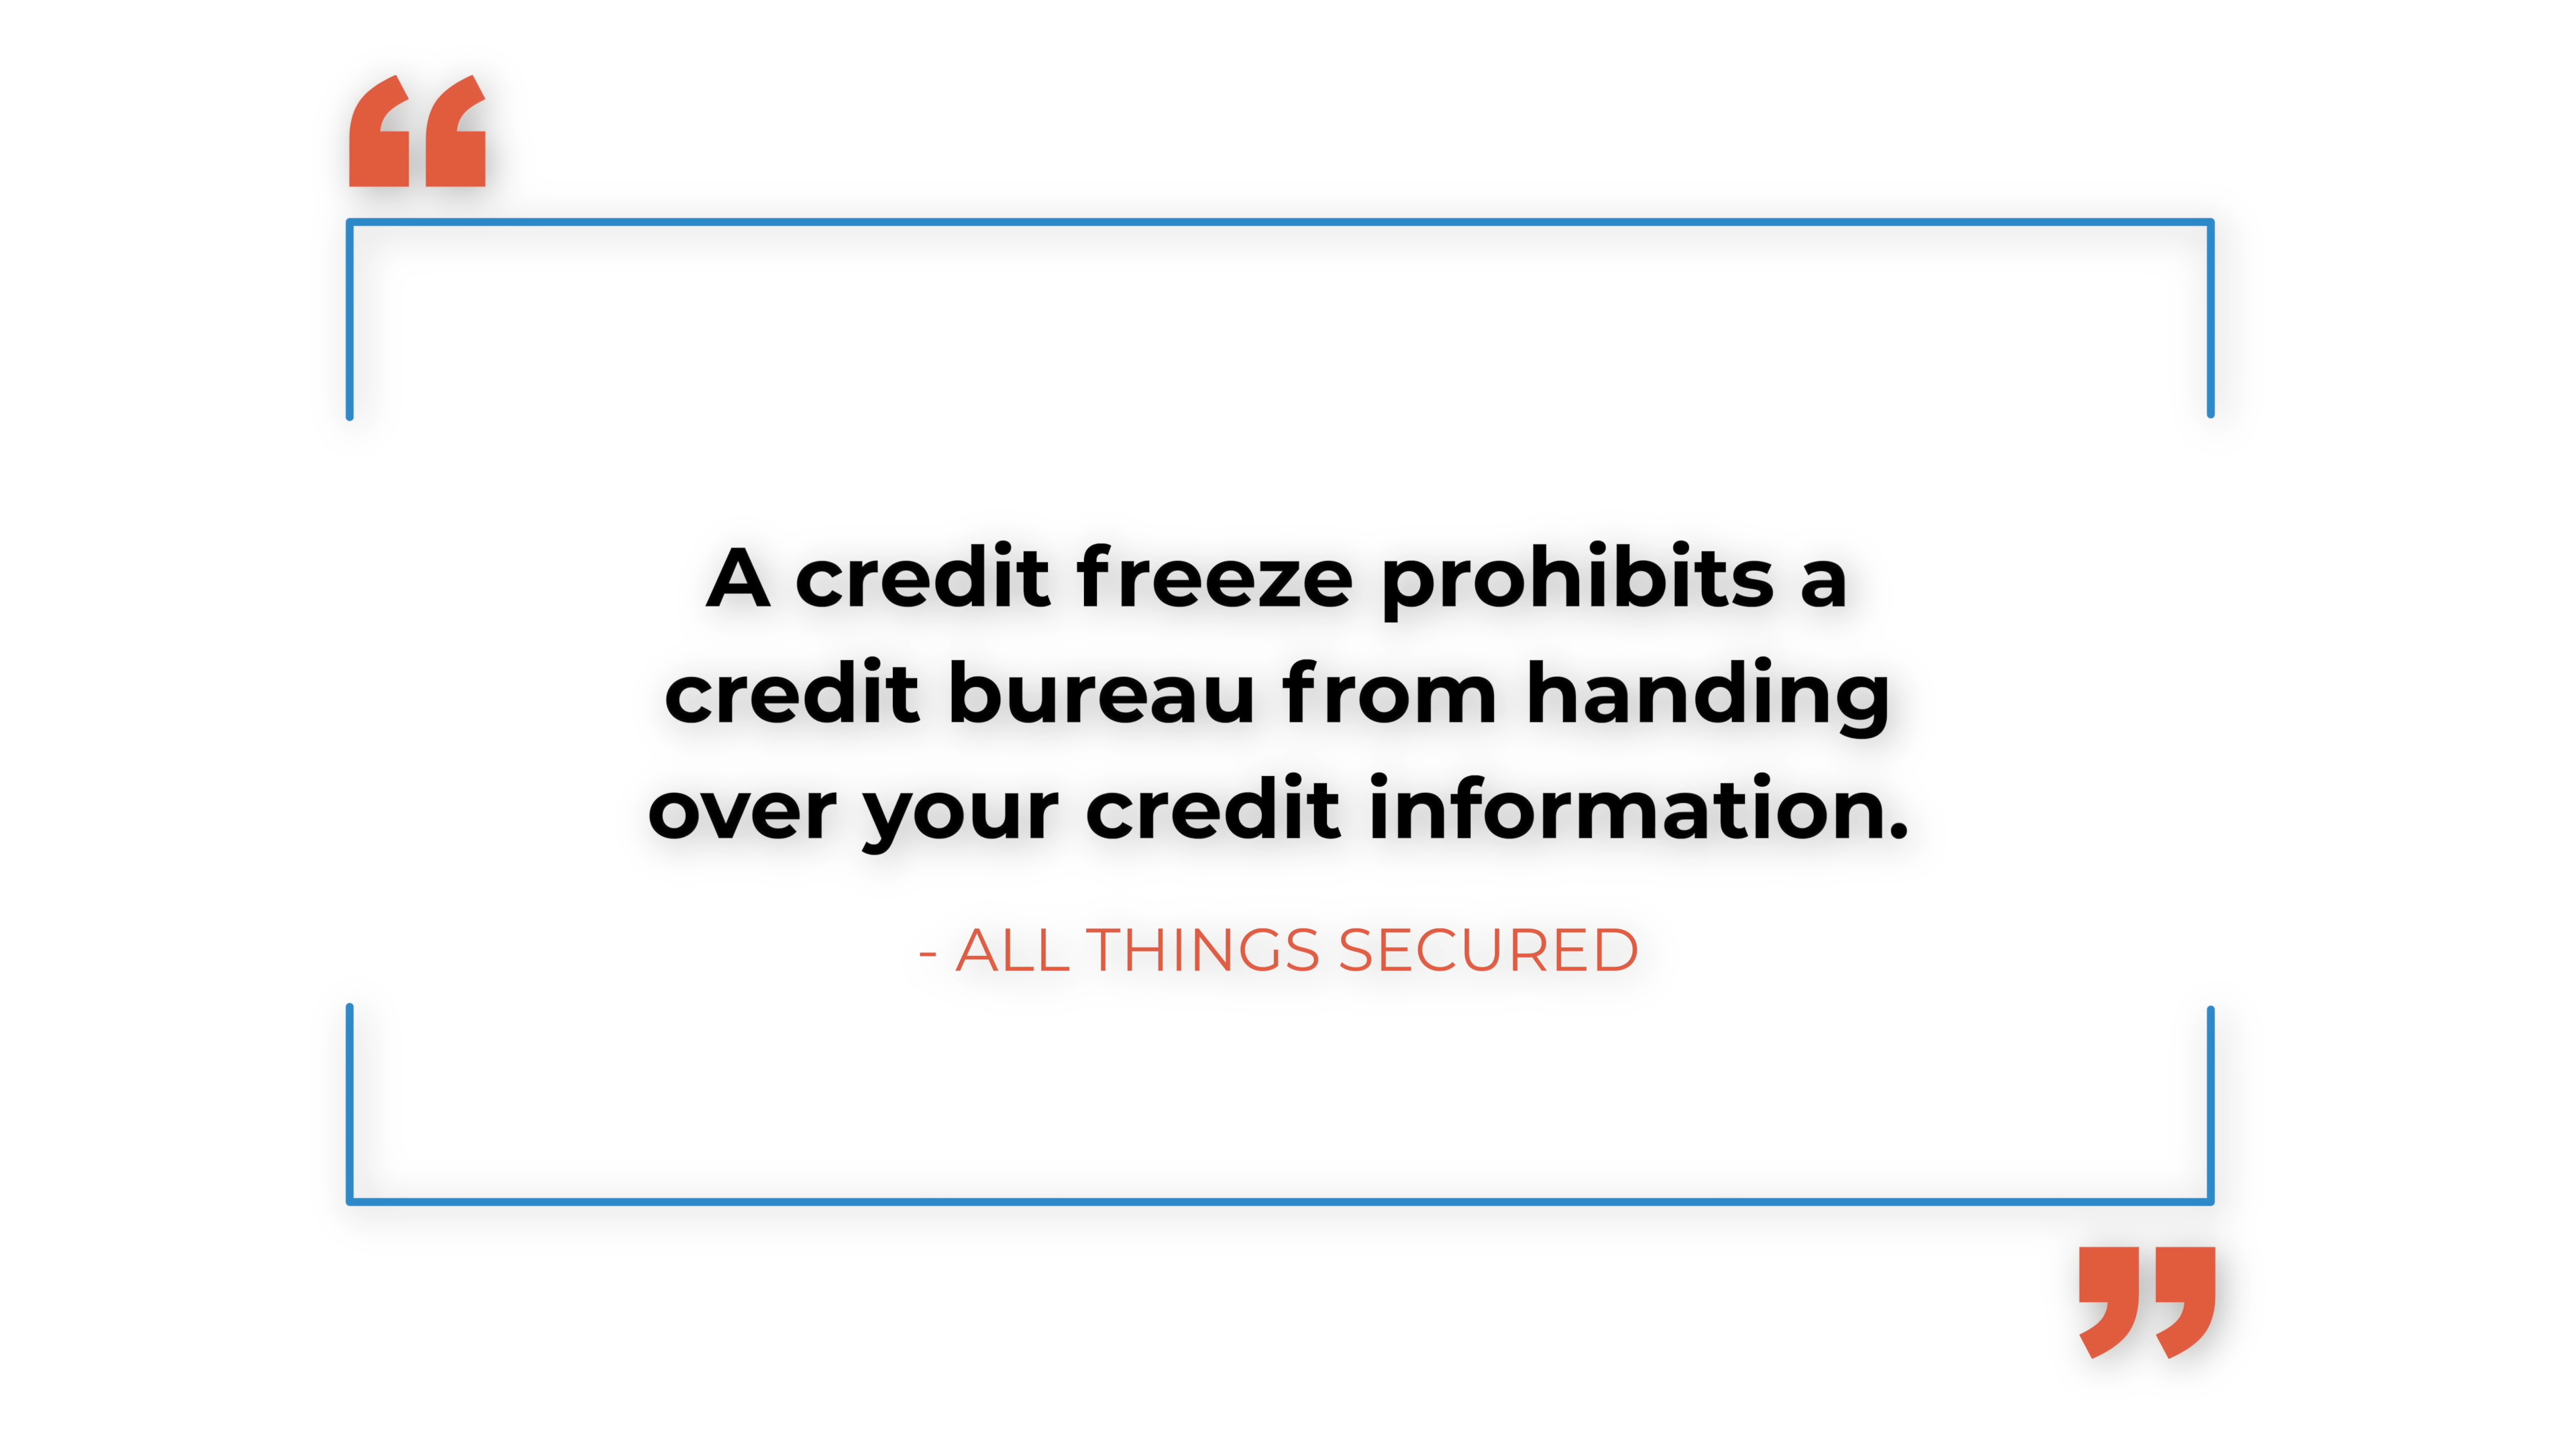 A credit freeze prohibits a
credit bureau from handing
over your credit information.
- ALL THINGS SECURED